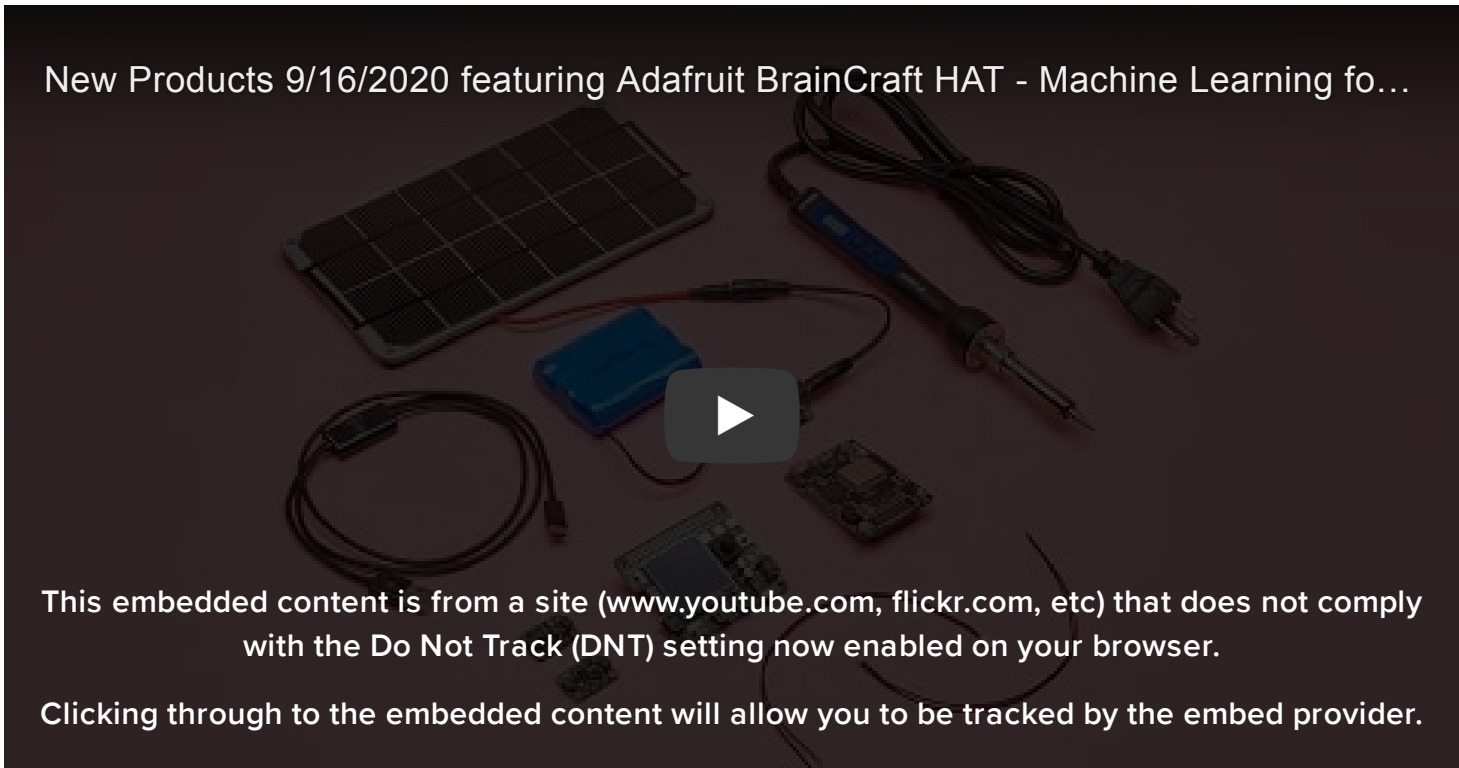 New Products 9/16/2020 featuring Adafruit BrainCraft HAT - Machine Learning fo…
This embedded content is from a site (www.youtube.com, flickr.com, etc) that does not comply
with the Do Not Track (DNT) setting now enabled on your browser.
Clicking through to the embedded content will allow you to be tracked by the embed provider.